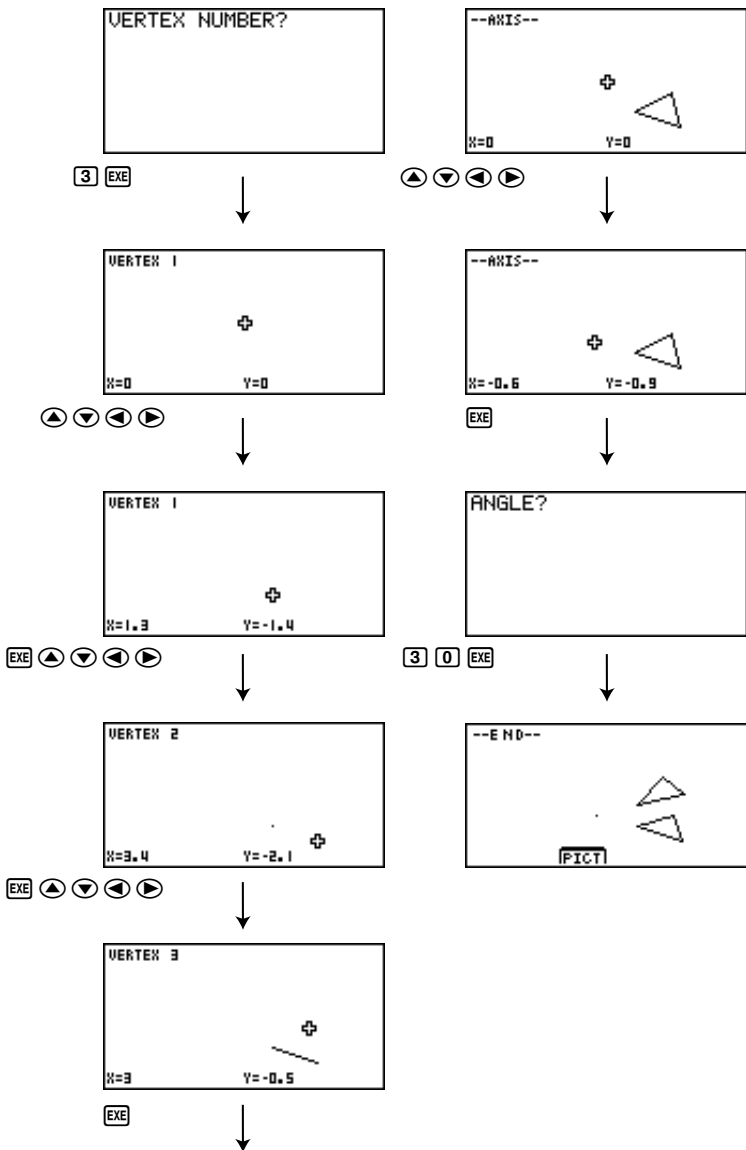 VERTEX NUMBER?
3 EXE
VERTEX 1
X=0 Y=0
VERTEX 1
X=1.3 Y=-1.4
EXE
VERTEX 2
X=3.4 Y=-2.1
EXE
VERTEX 3
X=3 Y=-0.5
EXE
--AXIS--
X=0 Y=0
--AXIS--
X=-0.6 Y=-0.9
EXE
ANGLE?
3 0 EXE
--END--
PICT